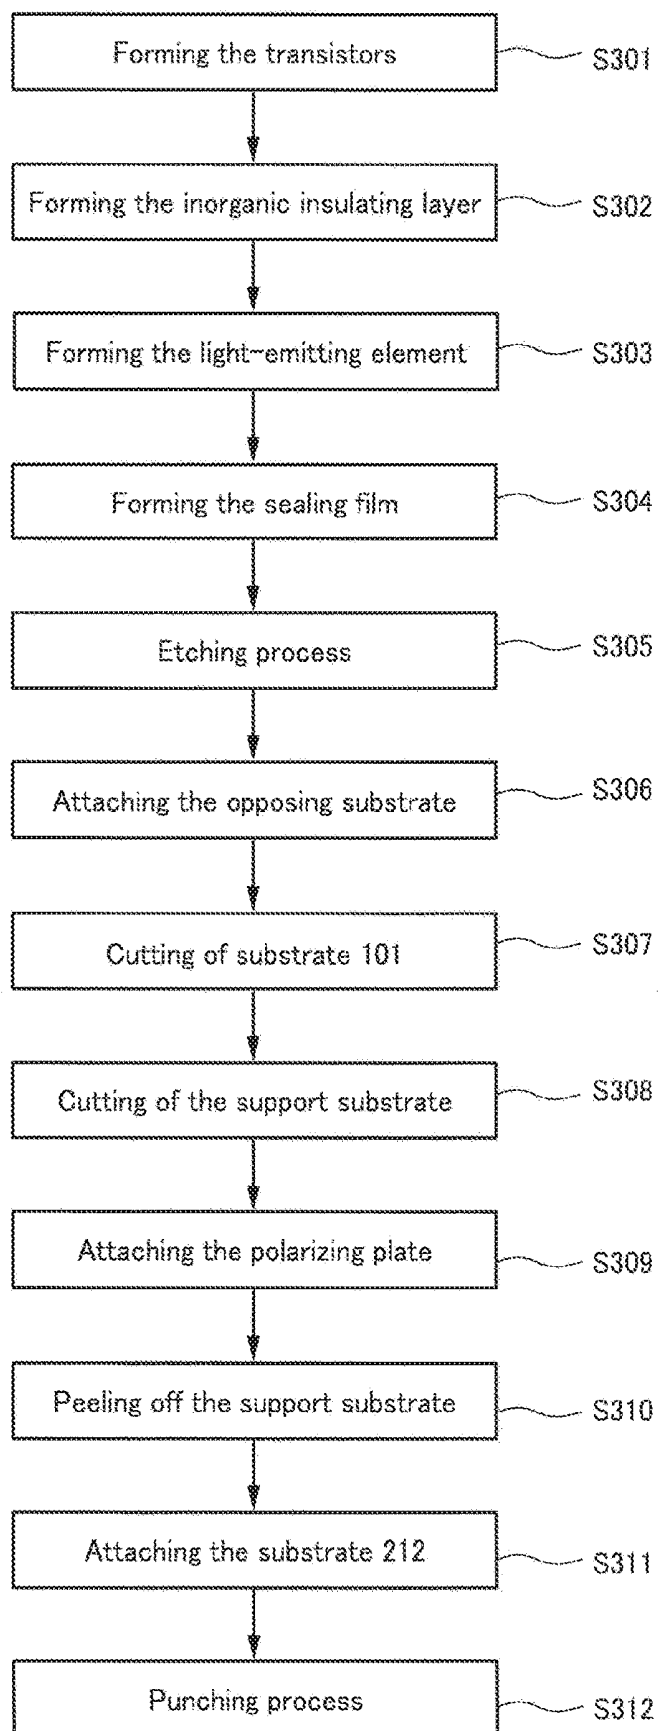 Forming the transistors S301
Forming the inorganic insulating layer S302
Forming the light-emitting element S303
Forming the sealing film S304
Etching process S305
Attaching the opposing substrate S306
Cutting of substrate 101 S307
Cutting of the support substrate S308
Attaching the polarizing plate S309
Peeling off the support substrate S310
Attaching the substrate 212 S311
Punching process S312